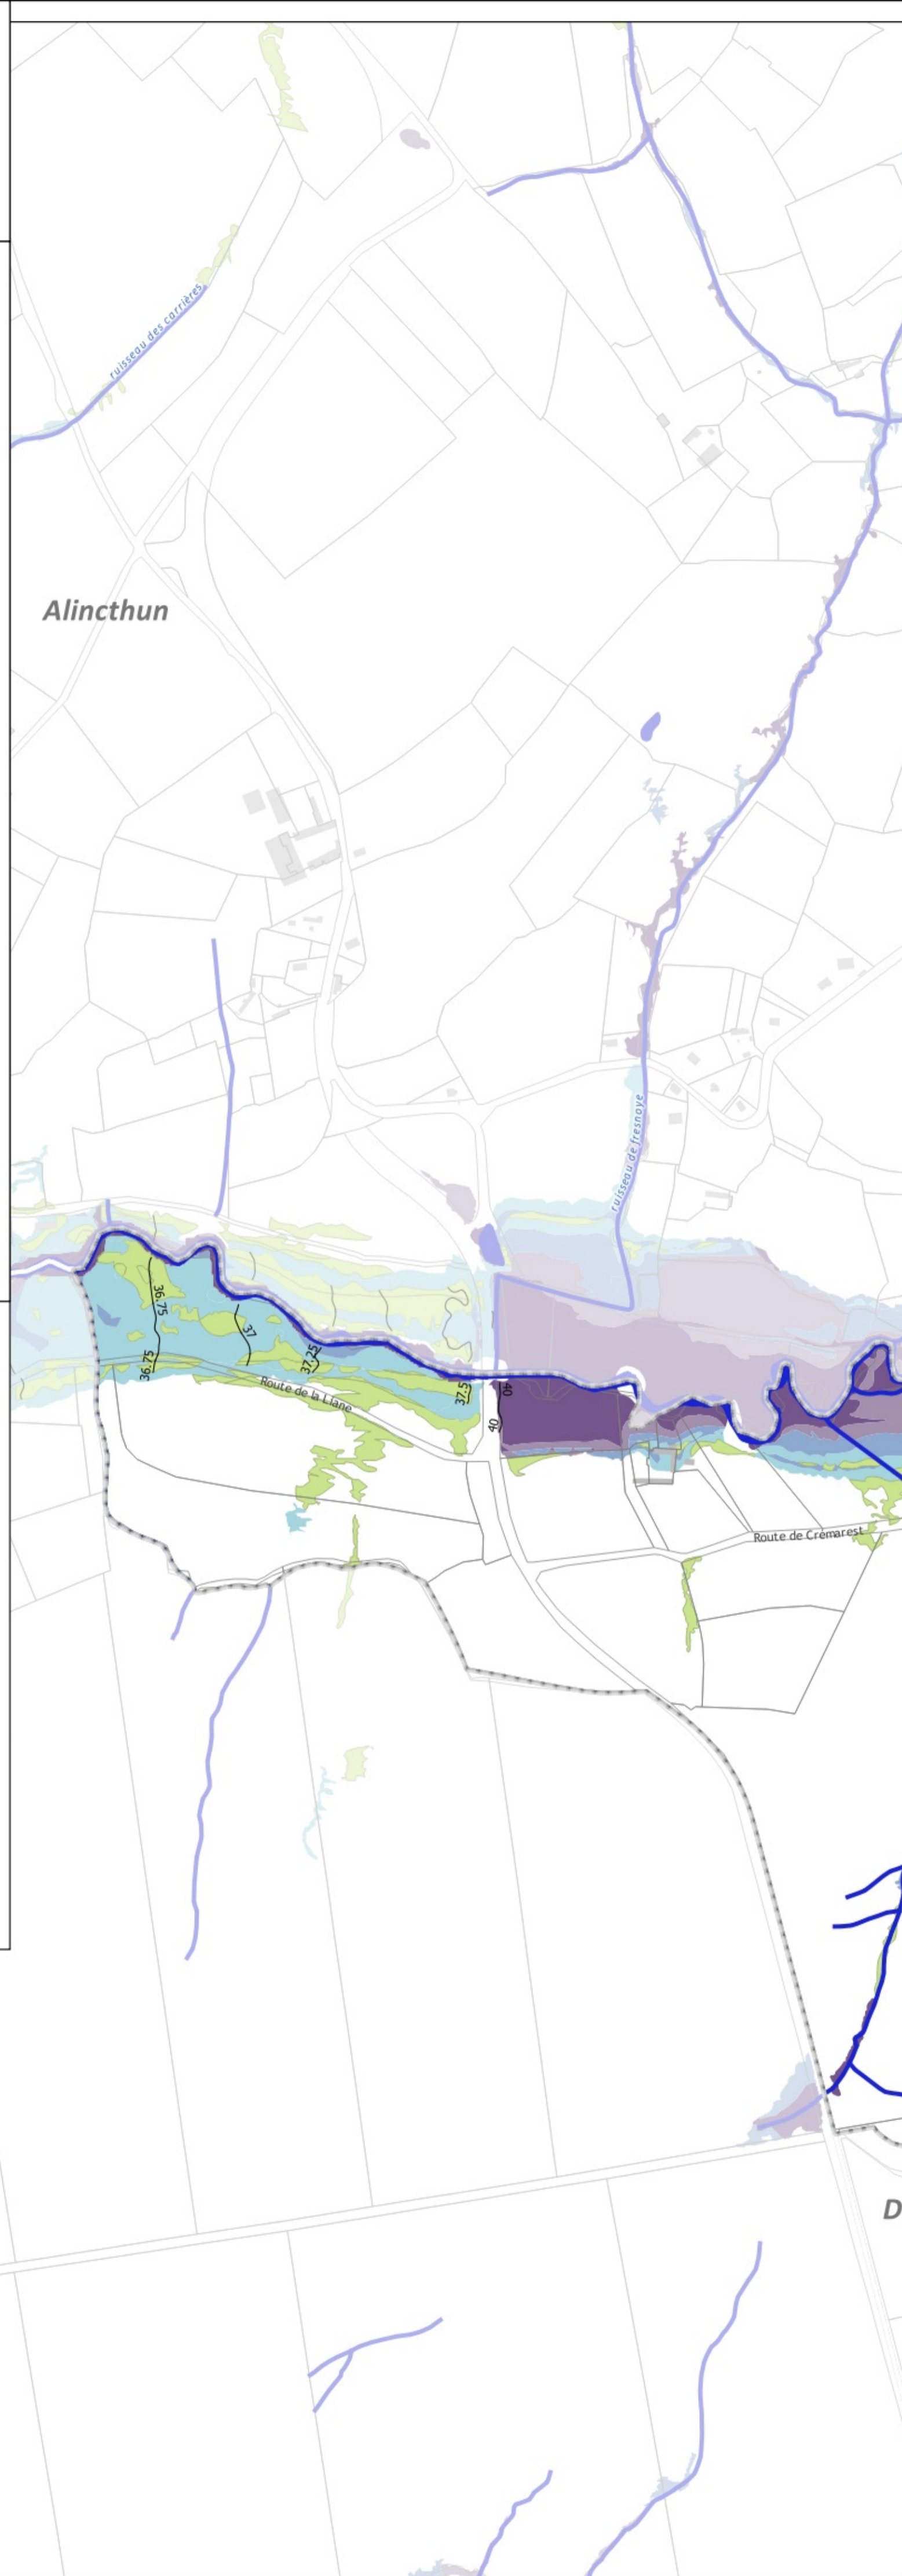 ruisseau des carrières
Alincthun
ruisseau de fresnoye
36.75
37
36.75
37.25
Route de la Liane
37.5
40
40
Route de Crémarest
D